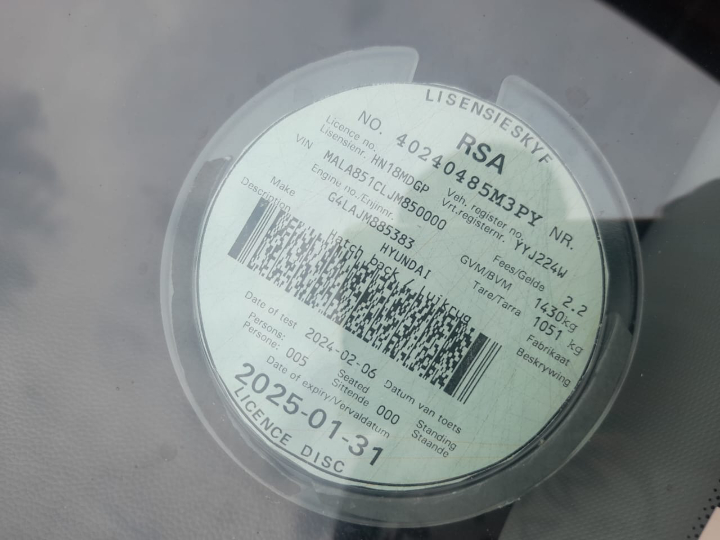 LISENSIESKYF
RSA
NO. 40240485M3PY NR.
Licence no. HN18MDGP Veh. register no. YYJ224W
Lisensienr. Vrt.registernr.
VIN MALA851CLJM850000 Fees/Gelde 2.2
Engine no./Enjinnr. GVM/BVM 1430kg
G4LAJM885383 Tare/Tarra 1051 kg
Make HYUNDAI Fabrikaat
Description Hatch back / Luikrug Beskrywing
Date of test 2024-02-06 Datum van toets
Persons: 005 Seated 000 Standing
Persone: Sittende Staande
Date of expiry/Vervaldatum
2025-01-31
LICENCE DISC